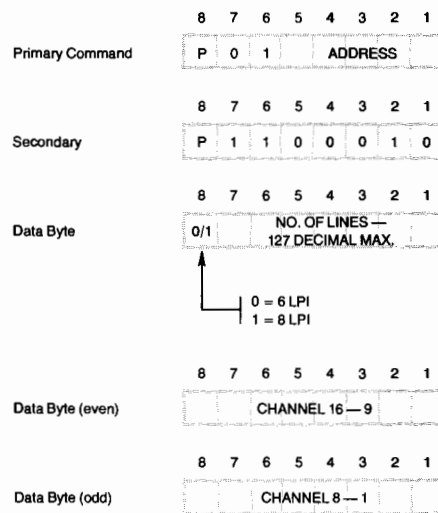 8 7 6 5 4 3 2 1
Primary Command P 0 1 ADDRESS
8 7 6 5 4 3 2 1
Secondary P 1 1 0 0 0 1 0
8 7 6 5 4 3 2 1
Data Byte 0/1 NO. OF LINES —
127 DECIMAL MAX.
0 = 6 LPI
1 = 8 LPI
8 7 6 5 4 3 2 1
Data Byte (even) CHANNEL 16 — 9
8 7 6 5 4 3 2 1
Data Byte (odd) CHANNEL 8 — 1